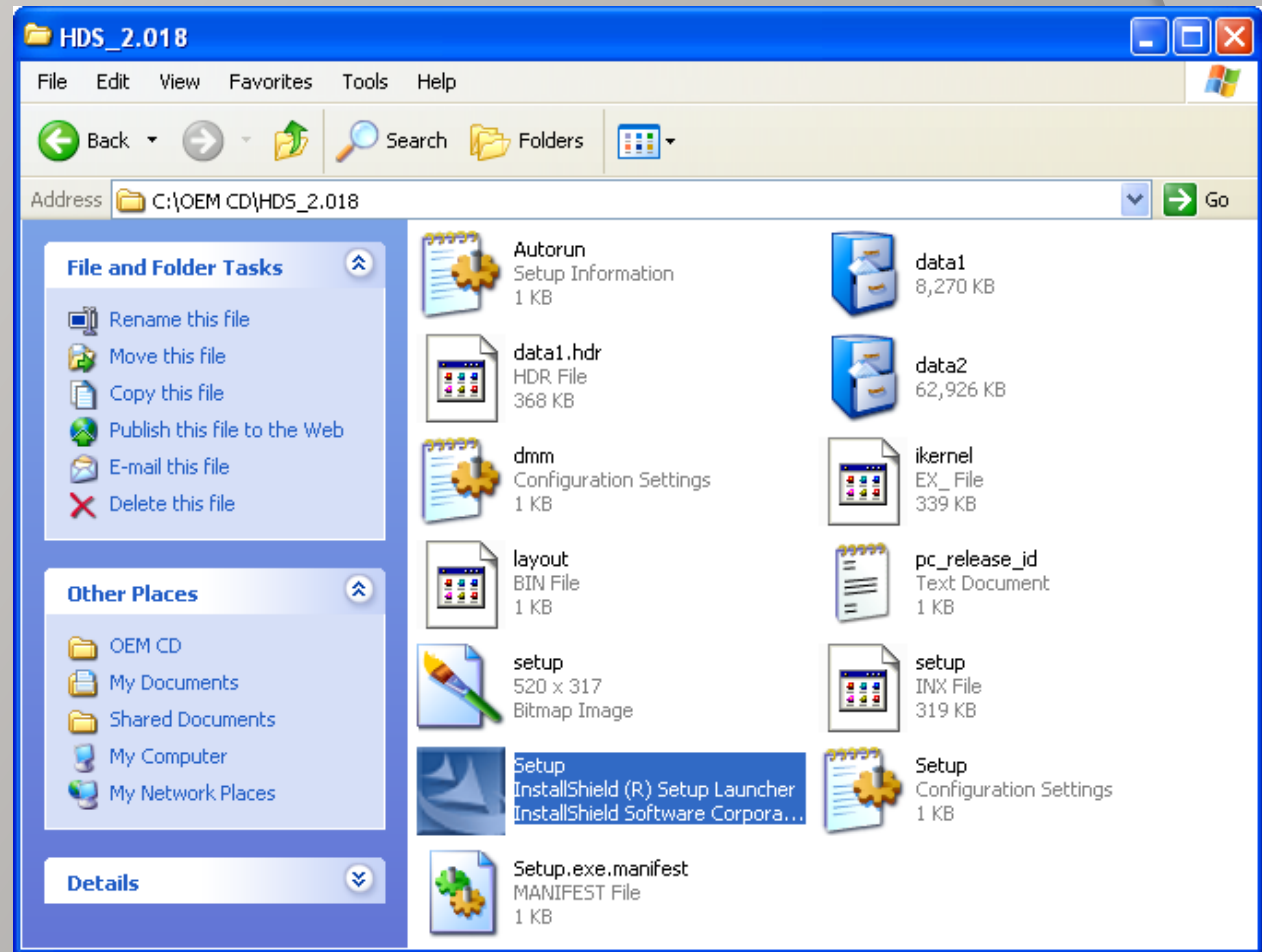 HDS_2.018
File Edit View Favorites Tools Help
Back Search Folders
Address C:\OEM CD\HDS_2.018 Go
File and Folder Tasks
Rename this file
Move this file
Copy this file
Publish this file to the Web
E-mail this file
Delete this file
Other Places
OEM CD
My Documents
Shared Documents
My Computer
My Network Places
Details
Autorun
Setup Information
1 KB
data1
8,270 KB
data1.hdr
HDR File
368 KB
data2
62,926 KB
dmm
Configuration Settings
1 KB
ikernel
EX_ File
339 KB
layout
BIN File
1 KB
pc_release_id
Text Document
1 KB
setup
520 x 317
Bitmap Image
setup
INX File
319 KB
Setup
InstallShield (R) Setup Launcher
InstallShield Software Corpora...
Setup
Configuration Settings
1 KB
Setup.exe.manifest
MANIFEST File
1 KB